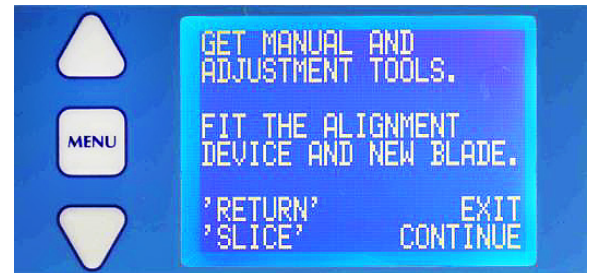 GET MANUAL AND
ADJUSTMENT TOOLS.
FIT THE ALIGNMENT
DEVICE AND NEW BLADE.
MENU
'RETURN' EXIT
'SLICE' CONTINUE